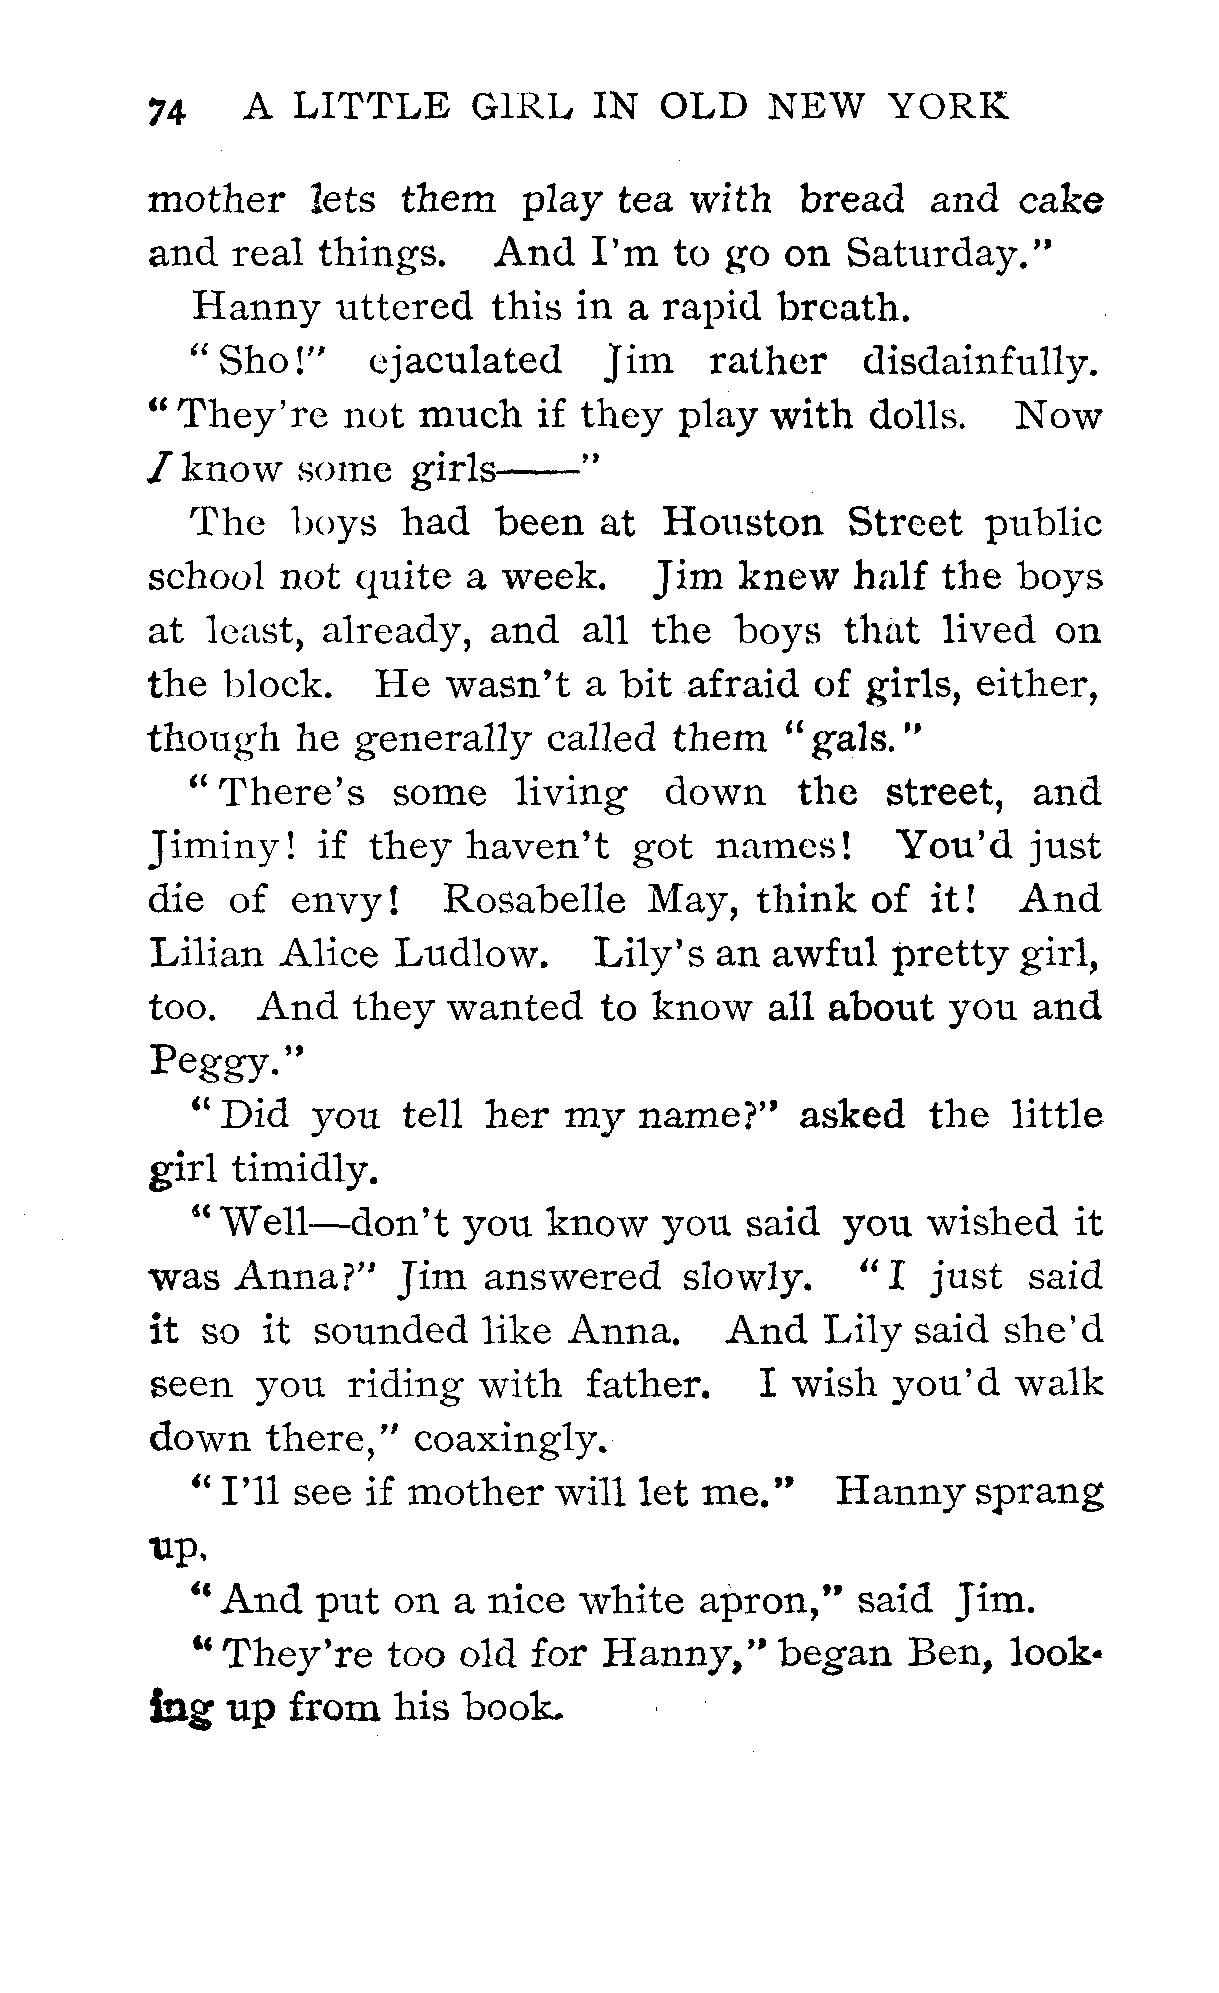 74 A LITTLE GIRL IN OLD NEW YORK
mother lets them play tea with bread and cake
and real things. And I'm to go on Saturday."
Hanny uttered this in a rapid breath.
"Sho!" ejaculated Jim rather disdainfully.
"They're not much if they play with dolls. Now
I know some girls——"
The boys had been at Houston Street public
school not quite a week. Jim knew half the boys
at least, already, and all the boys that lived on
the block. He wasn't a bit afraid of girls, either,
though he generally called them "gals."
"There's some living down the street, and
Jiminy! if they haven't got names! You'd just
die of envy! Rosabelle May, think of it! And
Lilian Alice Ludlow. Lily's an awful pretty girl,
too. And they wanted to know all about you and
Peggy."
"Did you tell her my name?" asked the little
girl timidly.
"Well—don't you know you said you wished it
was Anna?" Jim answered slowly. "I just said
it so it sounded like Anna. And Lily said she'd
seen you riding with father. I wish you'd walk
down there," coaxingly.
"I'll see if mother will let me." Hanny sprang
up.
"And put on a nice white apron," said Jim.
"They're too old for Hanny," began Ben, look-
ing up from his book.